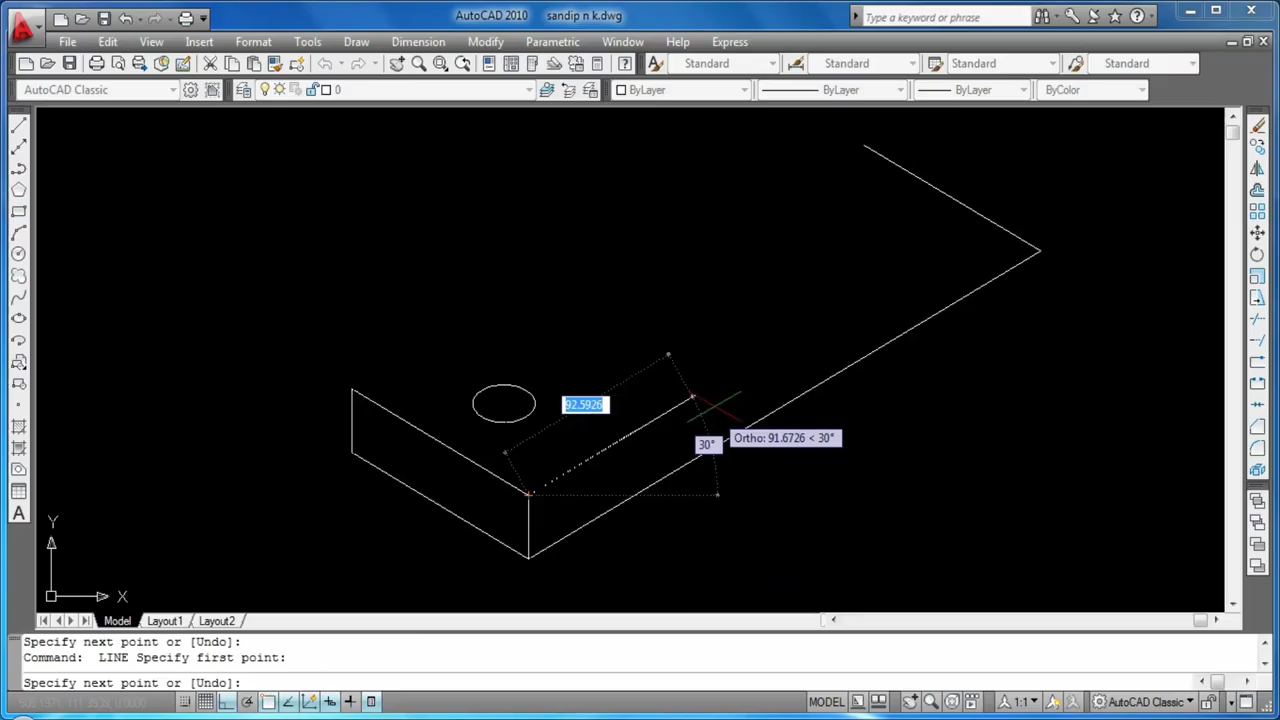 AutoCAD 2010 sandip n k.dwg
Type a keyword or phrase
File Edit View Insert Format Tools Draw Dimension Modify Parametric Window Help Express
Standard Standard Standard Standard
AutoCAD Classic 0 ByLayer ByLayer ByLayer ByColor
92.5926
30°
Ortho: 91.6726 < 30°
Y
X
Model Layout1 Layout2
Specify next point or [Undo]:
Command: LINE Specify first point:
Specify next point or [Undo]:
MODEL 1:1 AutoCAD Classic